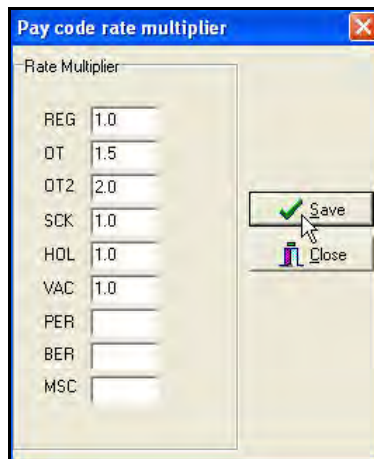 Pay code rate multiplier
Rate Multiplier
REG 1.0
OT 1.5
OT2 2.0
SCK 1.0
HOL 1.0
VAC 1.0
PER
BER
MSC
Save
Close